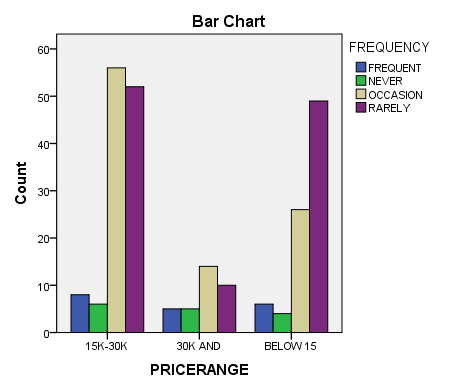 Bar Chart
FREQUENCY
FREQUENT
NEVER
OCCASION
RARELY
Count
60
50
40
30
20
10
0
15K-30K
30K AND
BELOW 15
PRICERANGE